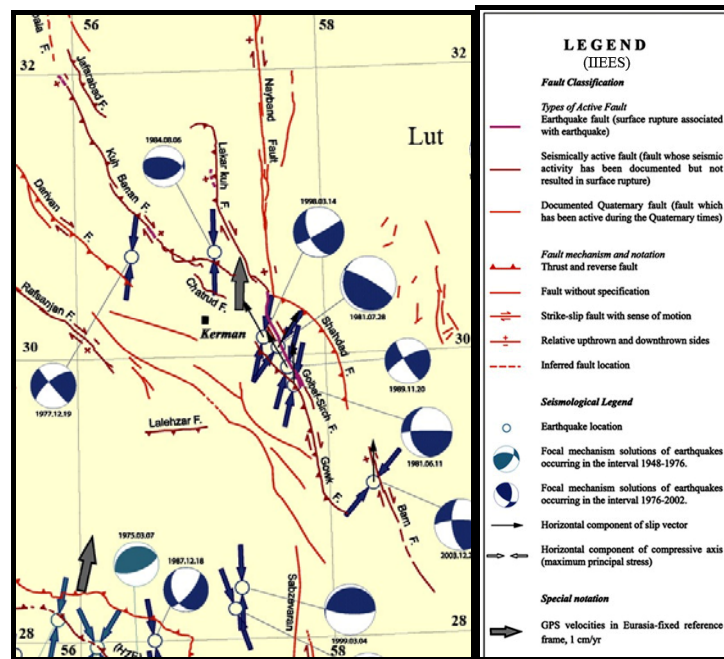 56
58
32
32
Jafarabad F.
Nayband Fault
Lut
1984.08.06
Lakar kuh F.
Kuh Banan F.
Darivan F.
1998.03.14
Rafsanjan F.
Chatrud F.
Kerman
1981.07.28
Shahdad F.
30
30
1977.12.19
1989.11.20
Lalehzar F.
1981.06.11
Gowk F.
Bam F.
2003.12.2
1975.03.07
1987.12.18
Sabzevaran F.
1999.03.04
28
28
56
58
(HZF)
LEGEND
(IIEES)
Fault Classification
Types of Active Fault
Earthquake fault (surface rupture associated
with earthquake)
Seismically active fault (fault whose seismic
activity has been documented but not
resulted in surface rupture)
Documented Quaternary fault (fault which
has been active during the Quaternary times)
Fault mechanism and notation
Thrust and reverse fault
Fault without specification
Strike-slip fault with sense of motion
Relative upthrown and downthrown sides
Inferred fault location
Seismological Legend
Earthquake location
Focal mechanism solutions of earthquakes
occurring in the interval 1948-1976.
Focal mechanism solutions of earthquakes
occurring in the interval 1976-2002.
Horizontal component of slip vector
Horizontal component of compressive axis
(maximum principal stress)
Special notation
GPS velocities in Eurasia-fixed reference
frame, 1 cm/yr